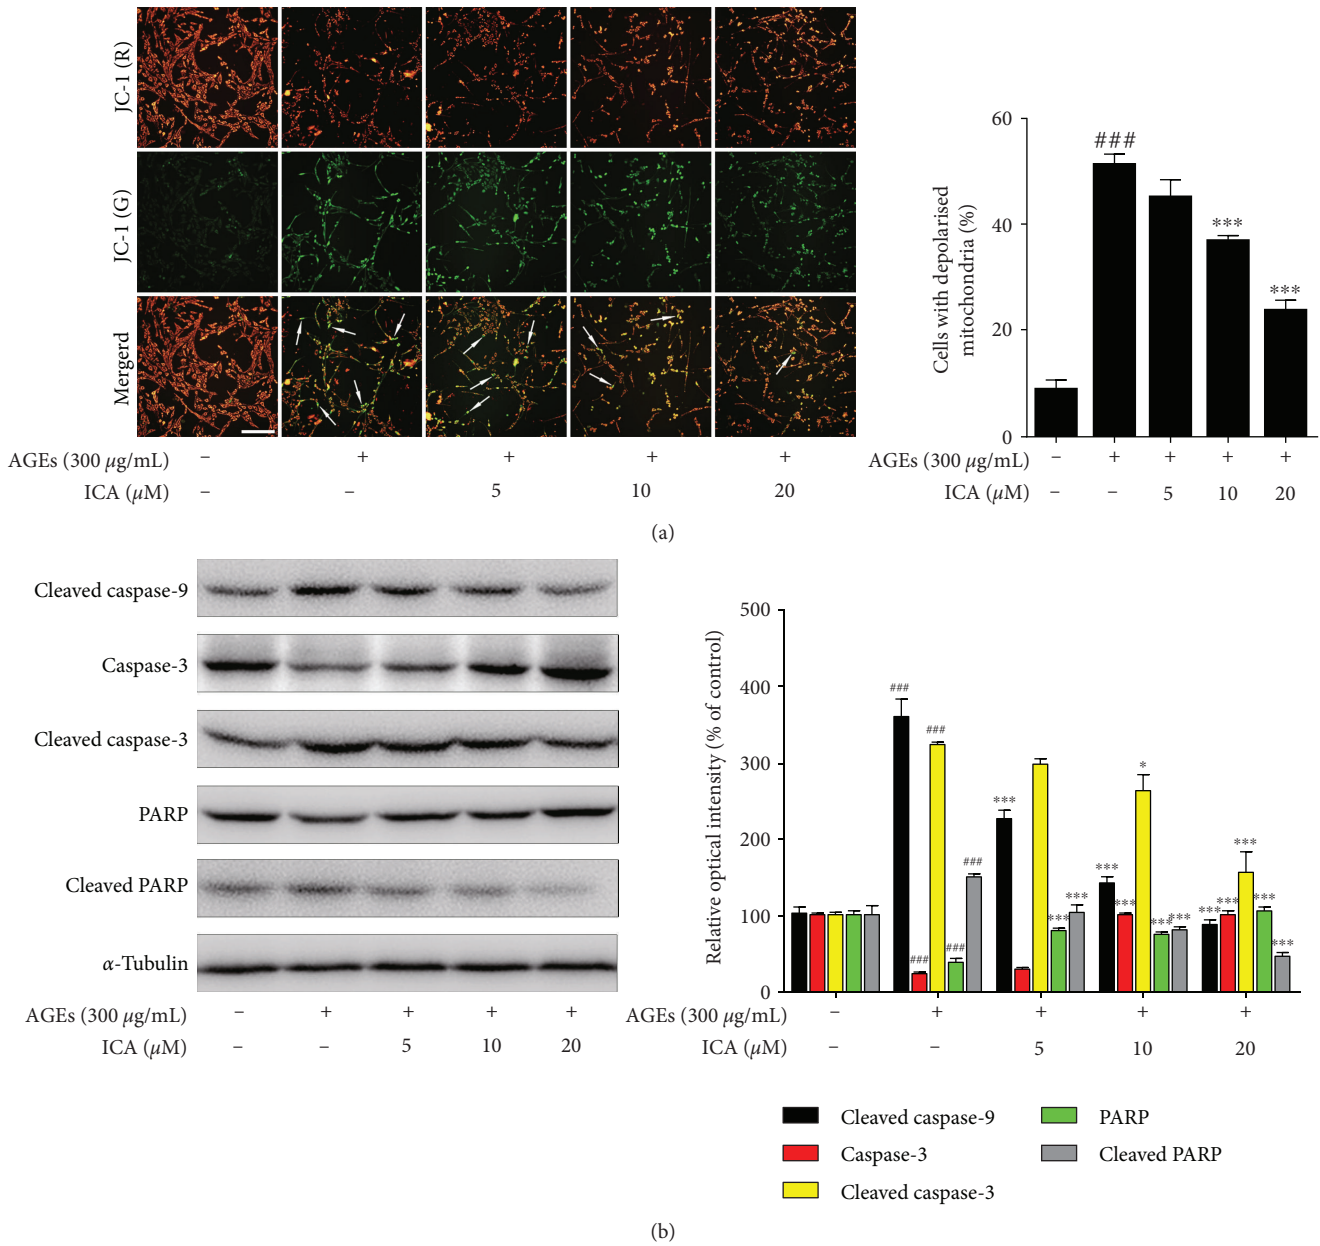 JC-1 (R)
JC-1 (G)
Mergerd
AGEs (300 μg/mL) − + + + +
ICA (μM) − − 5 10 20
Cells with depolarised
mitochondria (%)
60
40
20
0
###
***
***
AGEs (300 μg/mL) − + + + +
ICA (μM) − − 5 10 20
(a)
Cleaved caspase-9
Caspase-3
Cleaved caspase-3
PARP
Cleaved PARP
α-Tubulin
AGEs (300 μg/mL) − + + + +
ICA (μM) − − 5 10 20
Relative optical intensity (% of control)
500
400
300
200
100
0
###
###
###
###
###
***
***
***
***
***
*
***
***
***
***
***
***
***
AGEs (300 μg/mL) − + + + +
ICA (μM) − − 5 10 20
Cleaved caspase-9
Caspase-3
Cleaved caspase-3
PARP
Cleaved PARP
(b)